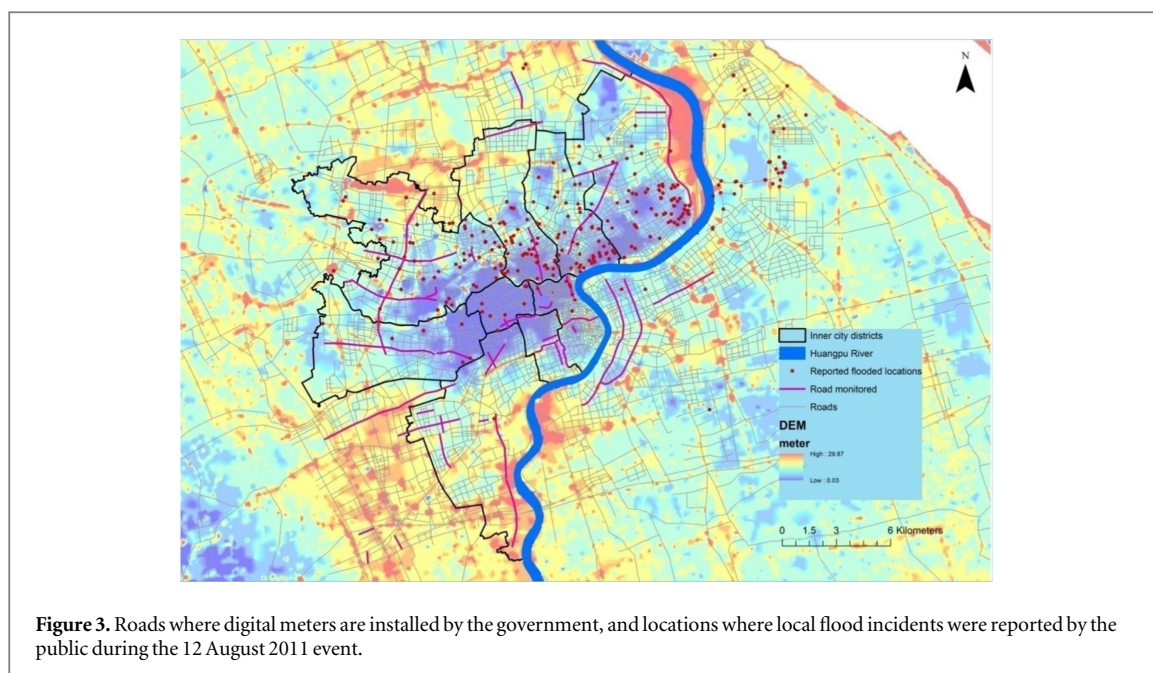 N
Inner city districts
Huangpu River
Reported flooded locations
Road monitored
Roads
DEM
meter
High : 29.67
Low : 0.03
0 1.5 3 6 Kilometers
Figure 3. Roads where digital meters are installed by the government, and locations where local flood incidents were reported by the
public during the 12 August 2011 event.